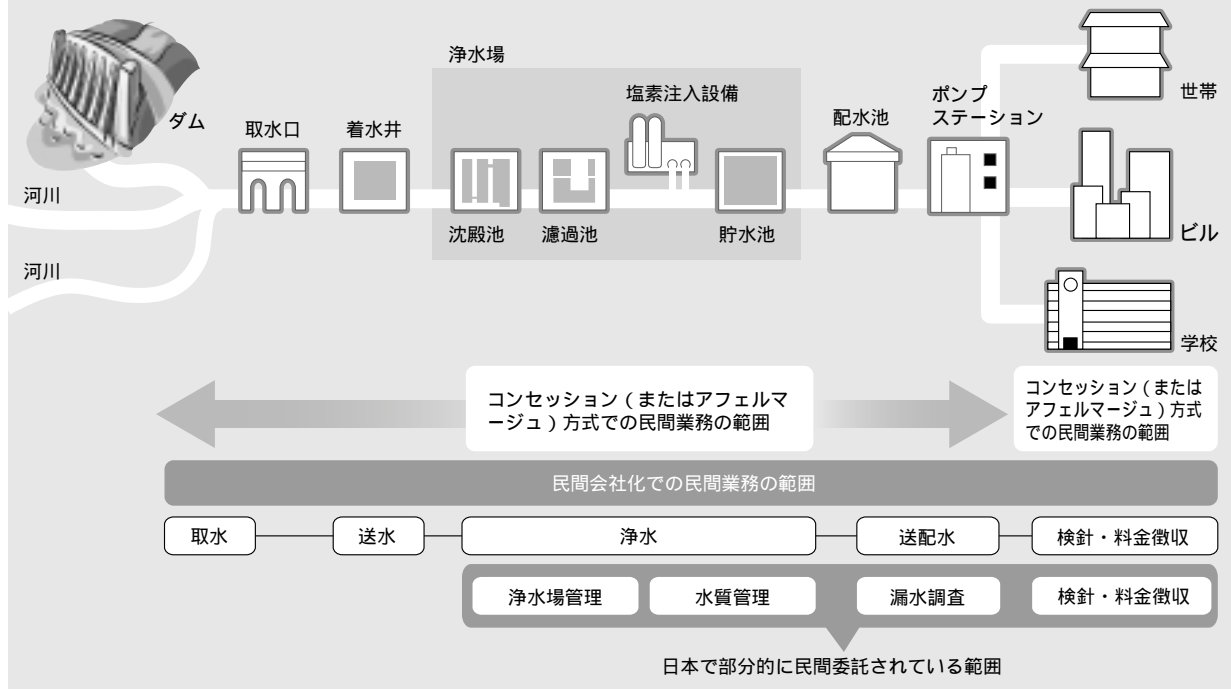 浄水場
塩素注入設備
ポンプ
ステーション
世帯
ダム
取水口
着水井
配水池
河川
沈殿池
濾過池
貯水池
ビル
河川
学校
コンセッション(またはアフェルマ
ージュ)方式での民間業務の範囲
コンセッション(または
アフェルマージュ)方式
での民間業務の範囲
民間会社化での民間業務の範囲
取水
送水
浄水
送配水
検針・料金徴収
浄水場管理
水質管理
漏水調査
検針・料金徴収
日本で部分的に民間委託されている範囲